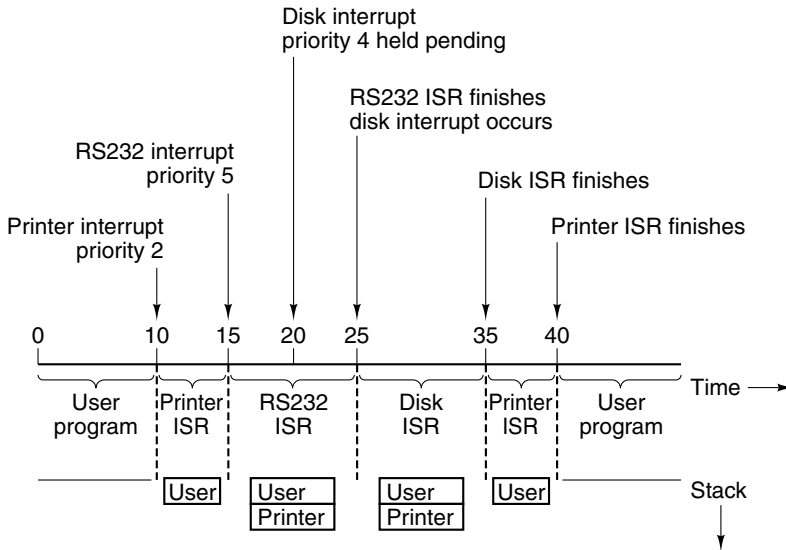 Disk interrupt
priority 4 held pending
RS232 ISR finishes
disk interrupt occurs
RS232 interrupt
priority 5
Disk ISR finishes
Printer interrupt
priority 2
Printer ISR finishes
0 10 15 20 25 35 40
Time
User
program
Printer
ISR
RS232
ISR
Disk
ISR
Printer
ISR
User
program
Stack
User
User
Printer
User
Printer
User